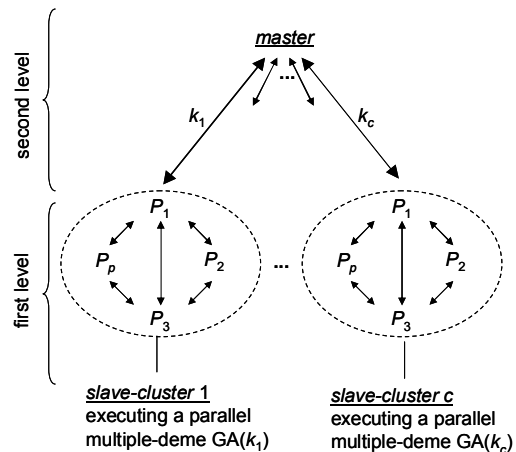 master
...
second level
k1
kc
P1
P1
Pp
P2
...
Pp
P2
first level
P3
P3
slave-cluster 1
executing a parallel
multiple-deme GA(k1)
slave-cluster c
executing a parallel
multiple-deme GA(kc)